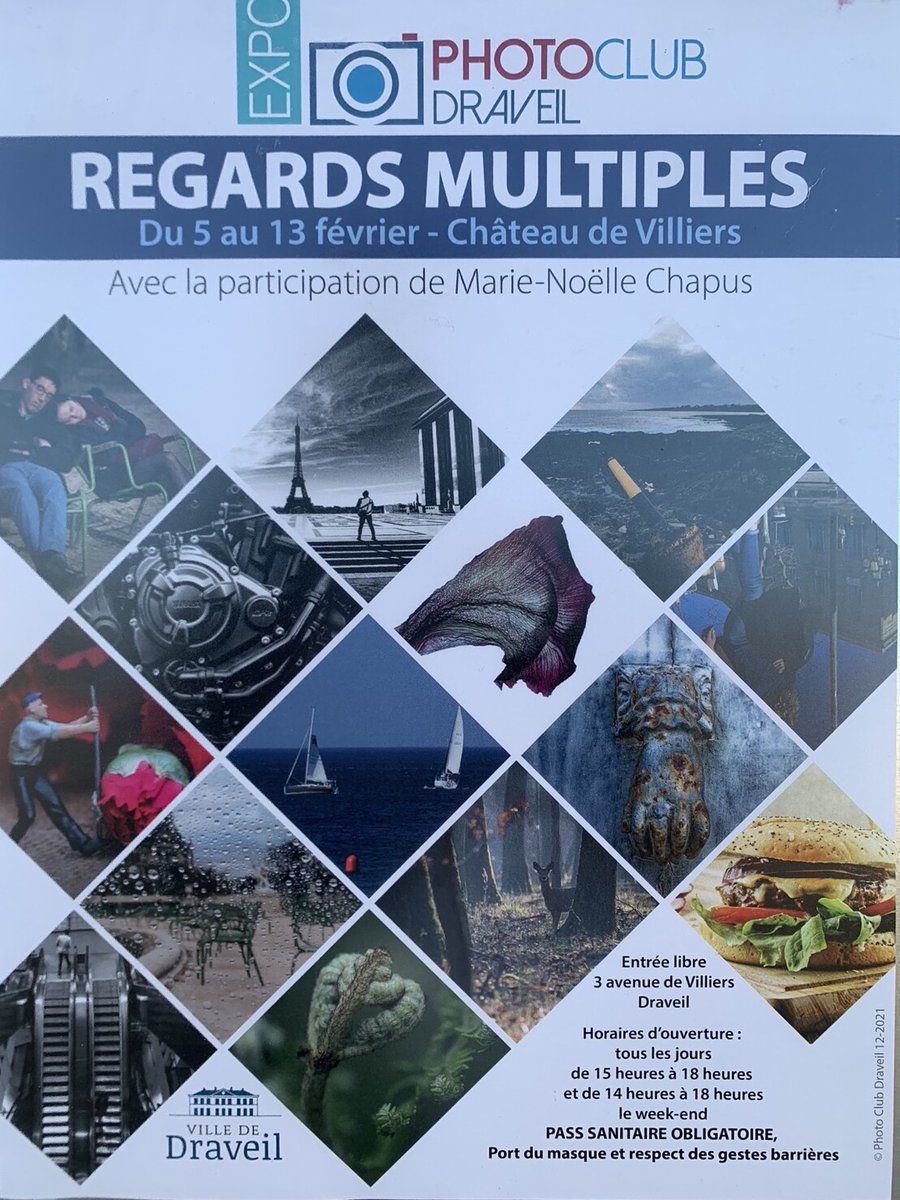 EXPO
PHOTOCLUB
DRAVEIL
REGARDS MULTIPLES
Du 5 au 13 février - Château de Villiers
Avec la participation de Marie-Noëlle Chapus
Entrée libre
3 avenue de Villiers
Draveil
Horaires d'ouverture :
tous les jours
de 15 heures à 18 heures
et de 14 heures à 18 heures
le week-end
PASS SANITAIRE OBLIGATOIRE,
Port du masque et respect des gestes barrières
VILLE DE
Draveil
© Photo Club Draveil 12-2021